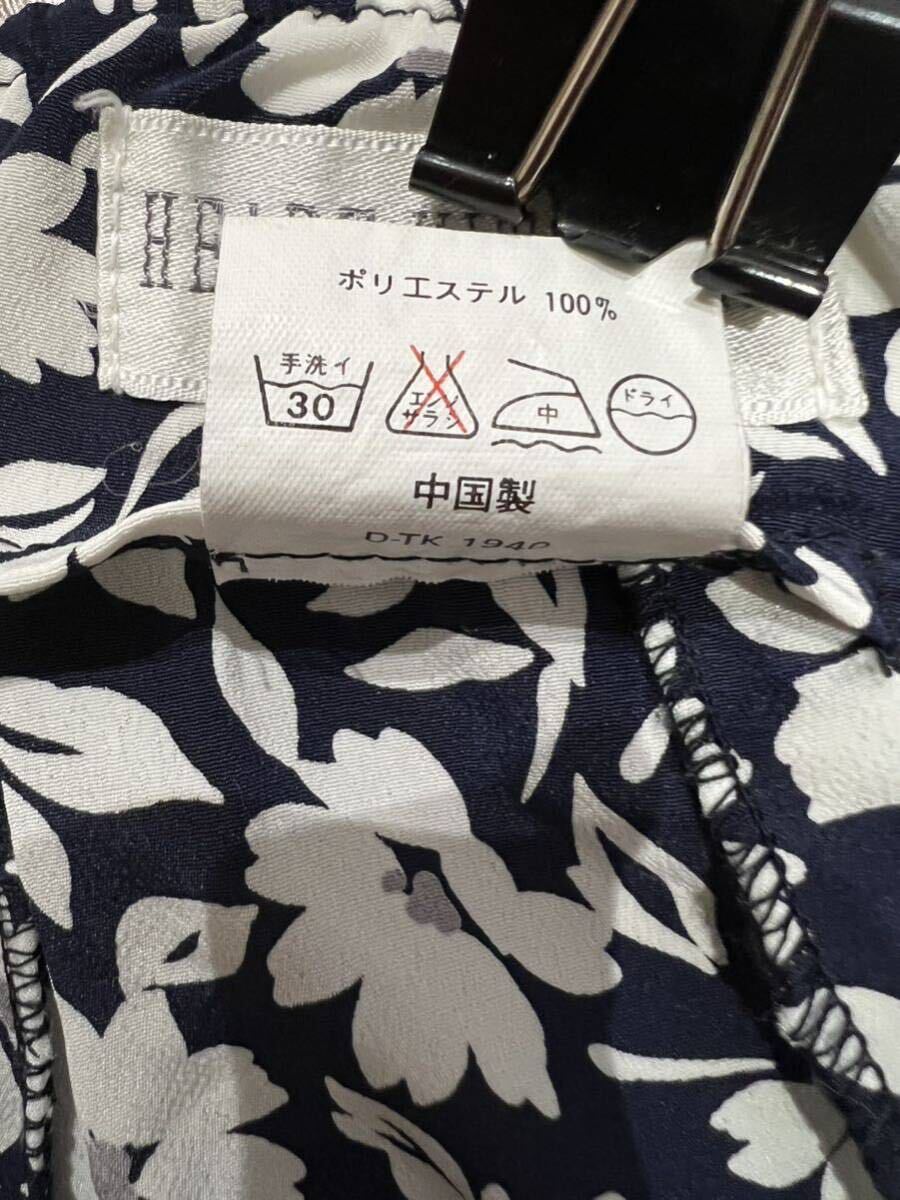 ポリエステル 100%
手洗イ
30
エンソ
サラシ
中
ドライ
中国製
D-TK 1940